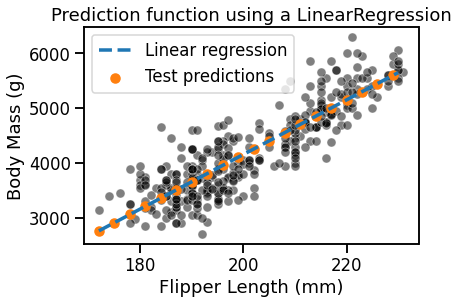 Prediction function using a LinearRegression
Linear regression
Test predictions
6000
5000
4000
3000
Body Mass (g)
180 200 220
Flipper Length (mm)